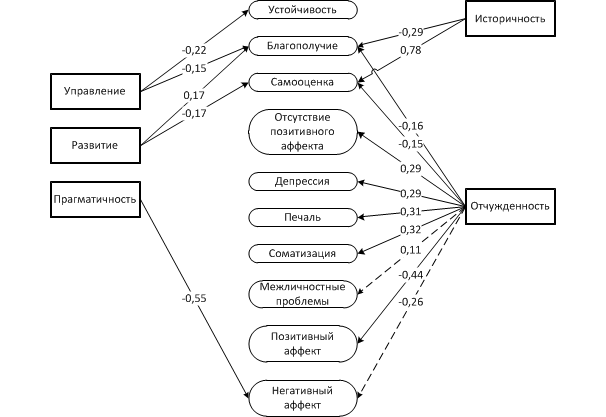 Устойчивость
Историчность
-0,29
Благополучие
-0,22
0,78
-0,15
Самооценка
Управление
0,17
-0,17
Отсутствие
позитивного
аффекта
-0,16
-0,15
Развитие
0,29
Депрессия
0,29
Прагматичность
Отчужденность
Печаль
0,31
0,32
Соматизация
0,11
-0,44
Межличностные
проблемы
-0,55
-0,26
Позитивный
аффект
Негативный
аффект